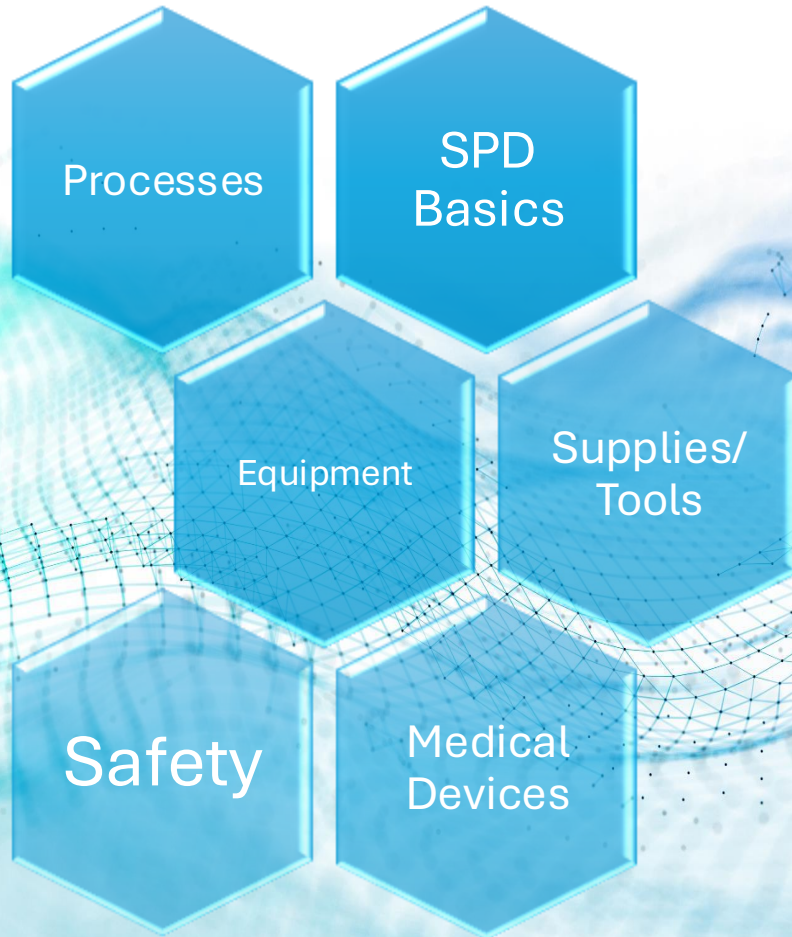 Processes
SPD
Basics
Equipment
Supplies/
Tools
Safety
Medical
Devices